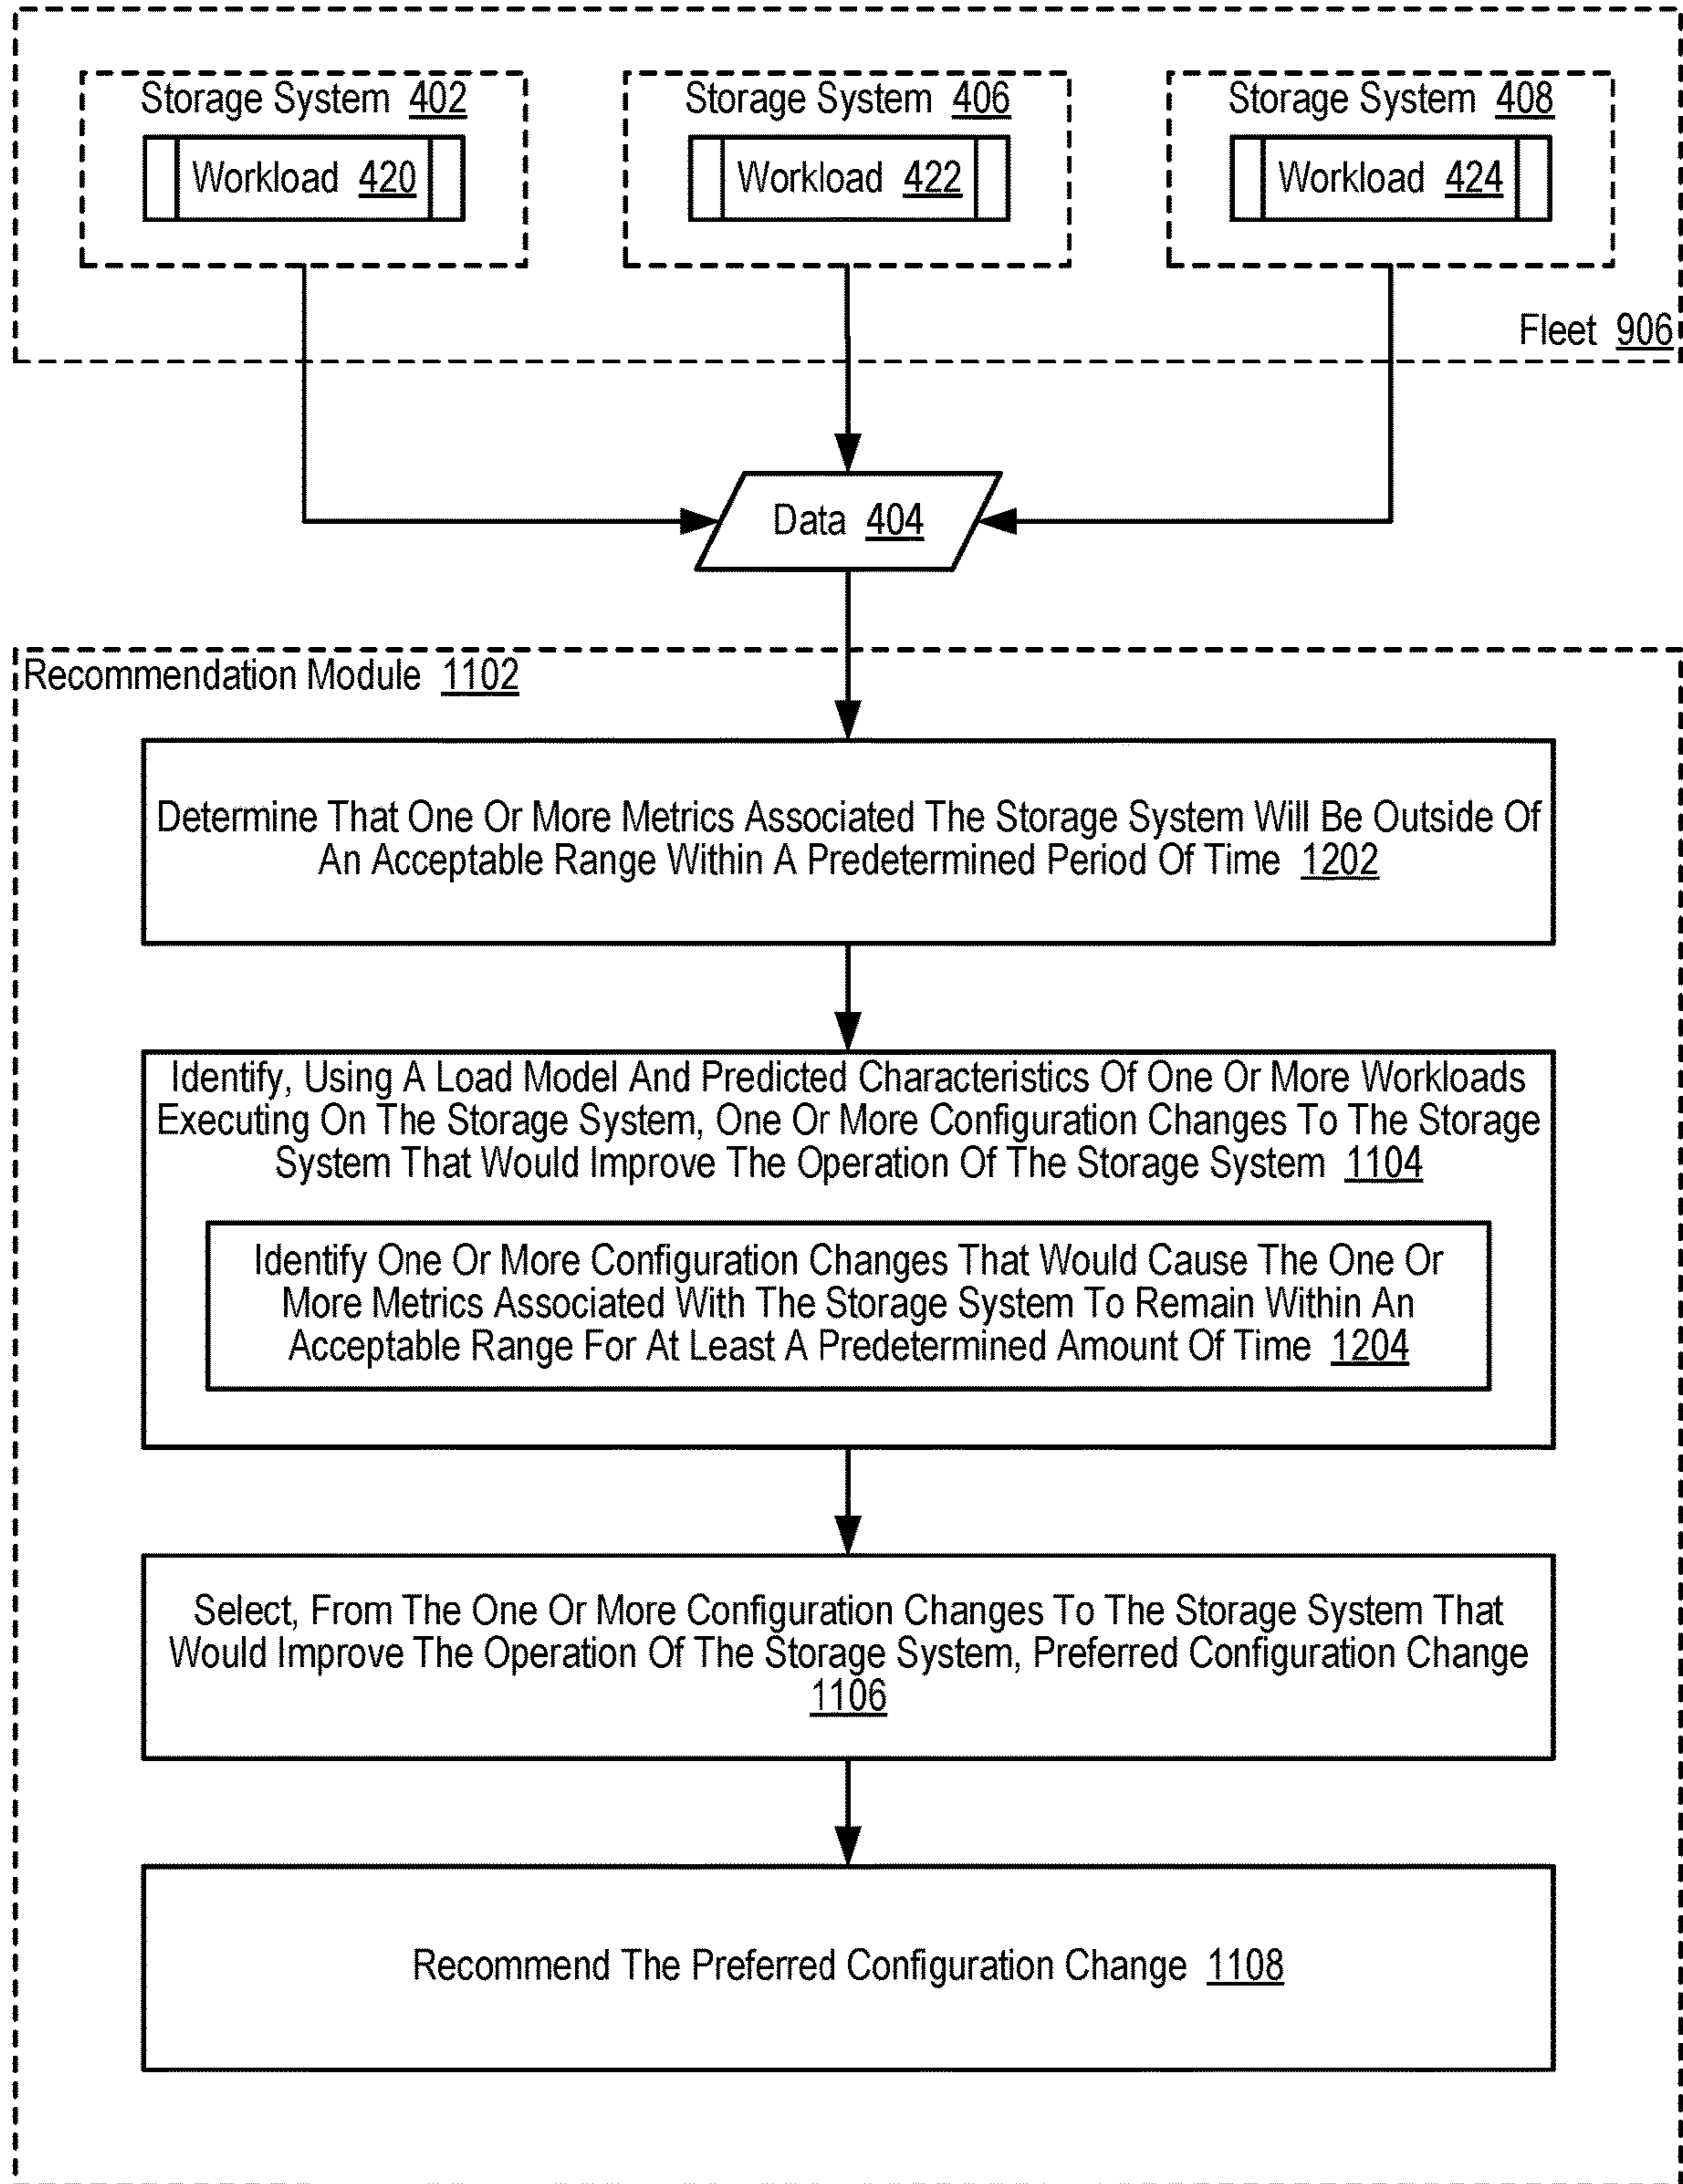 Storage System 402
Workload 420
Storage System 406
Workload 422
Storage System 408
Workload 424
Fleet 906
Data 404
Recommendation Module 1102
Determine That One Or More Metrics Associated The Storage System Will Be Outside Of
An Acceptable Range Within A Predetermined Period Of Time 1202
Identify, Using A Load Model And Predicted Characteristics Of One Or More Workloads
Executing On The Storage System, One Or More Configuration Changes To The Storage
System That Would Improve The Operation Of The Storage System 1104
Identify One Or More Configuration Changes That Would Cause The One Or
More Metrics Associated With The Storage System To Remain Within An
Acceptable Range For At Least A Predetermined Amount Of Time 1204
Select, From The One Or More Configuration Changes To The Storage System That
Would Improve The Operation Of The Storage System, Preferred Configuration Change
1106
Recommend The Preferred Configuration Change 1108